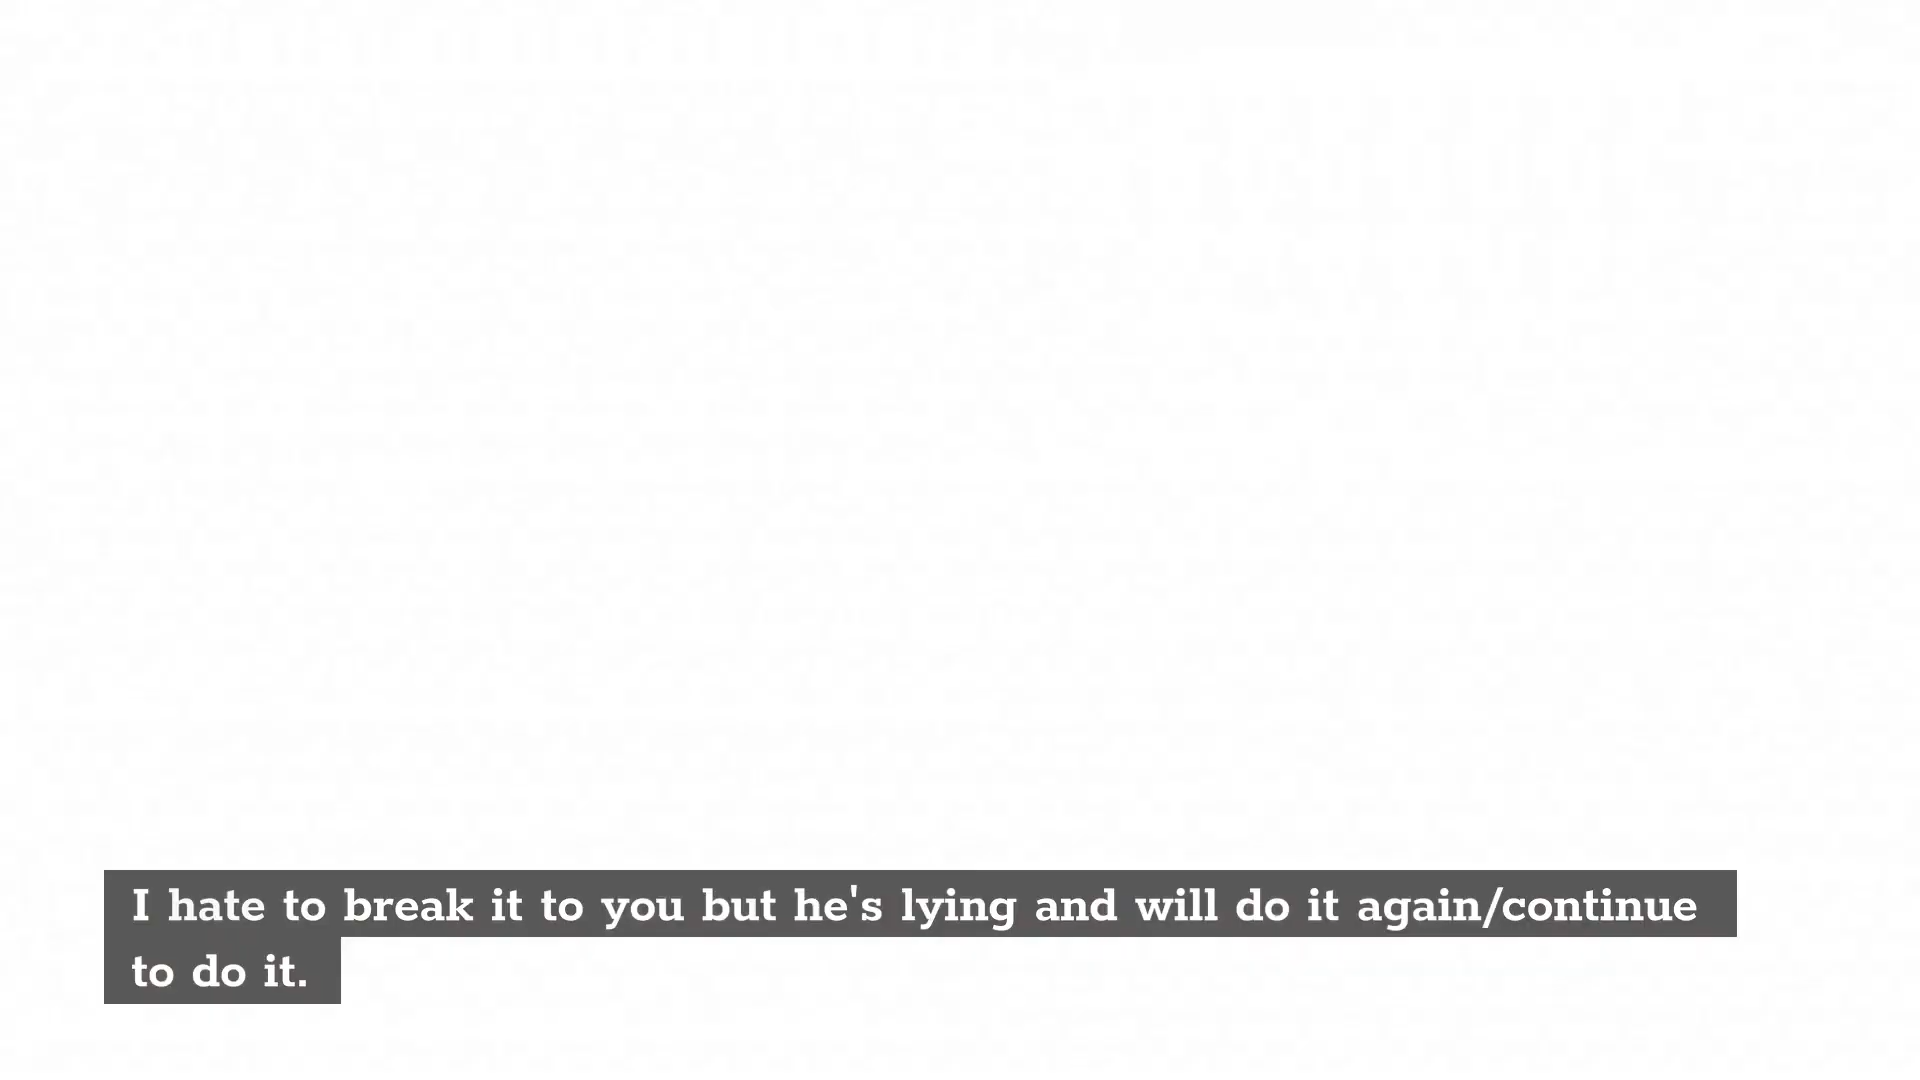 I hate to break it to you but he's lying and will do it again/continue
to do it.